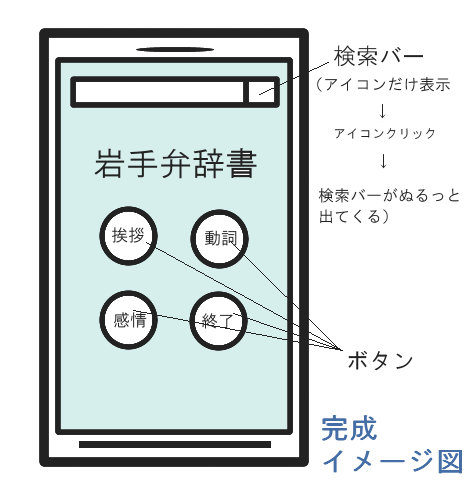 検索バー
（アイコンだけ表示
↓
アイコンクリック
↓
検索バーがぬるっと
出てくる）
岩手弁辞書
挨拶
動詞
感情
終了
ボタン
完成
イメージ図